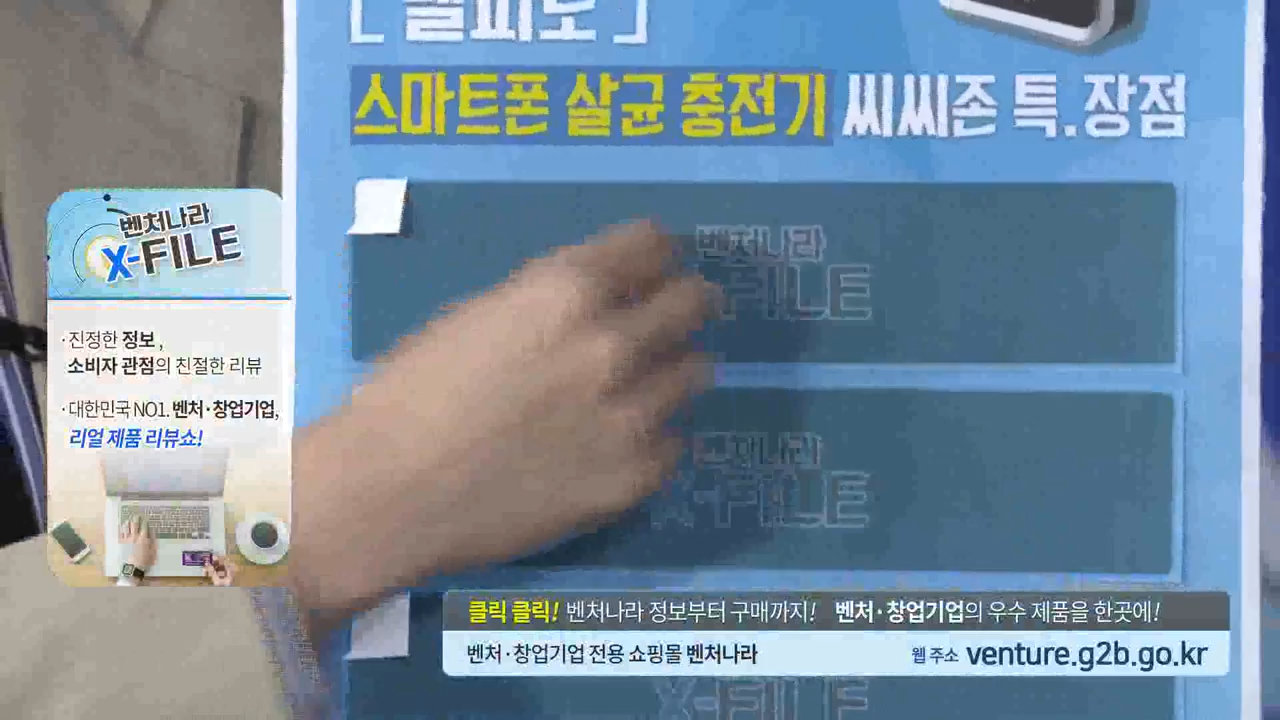 스마트폰 살균 충전기 씨씨존 특.장점
벤처나라
X-FILE
·진정한 정보,
소비자 관점의 친절한 리뷰
·대한민국 NO1. 벤처·창업기업,
리얼 제품 리뷰쇼!
벤처나라
FILE
X-FILE
클릭 클릭! 벤처나라 정보부터 구매까지! 벤처·창업기업의 우수 제품을 한곳에!
벤처·창업기업 전용 쇼핑몰 벤처나라
웹 주소 venture.g2b.go.kr
X-FILE